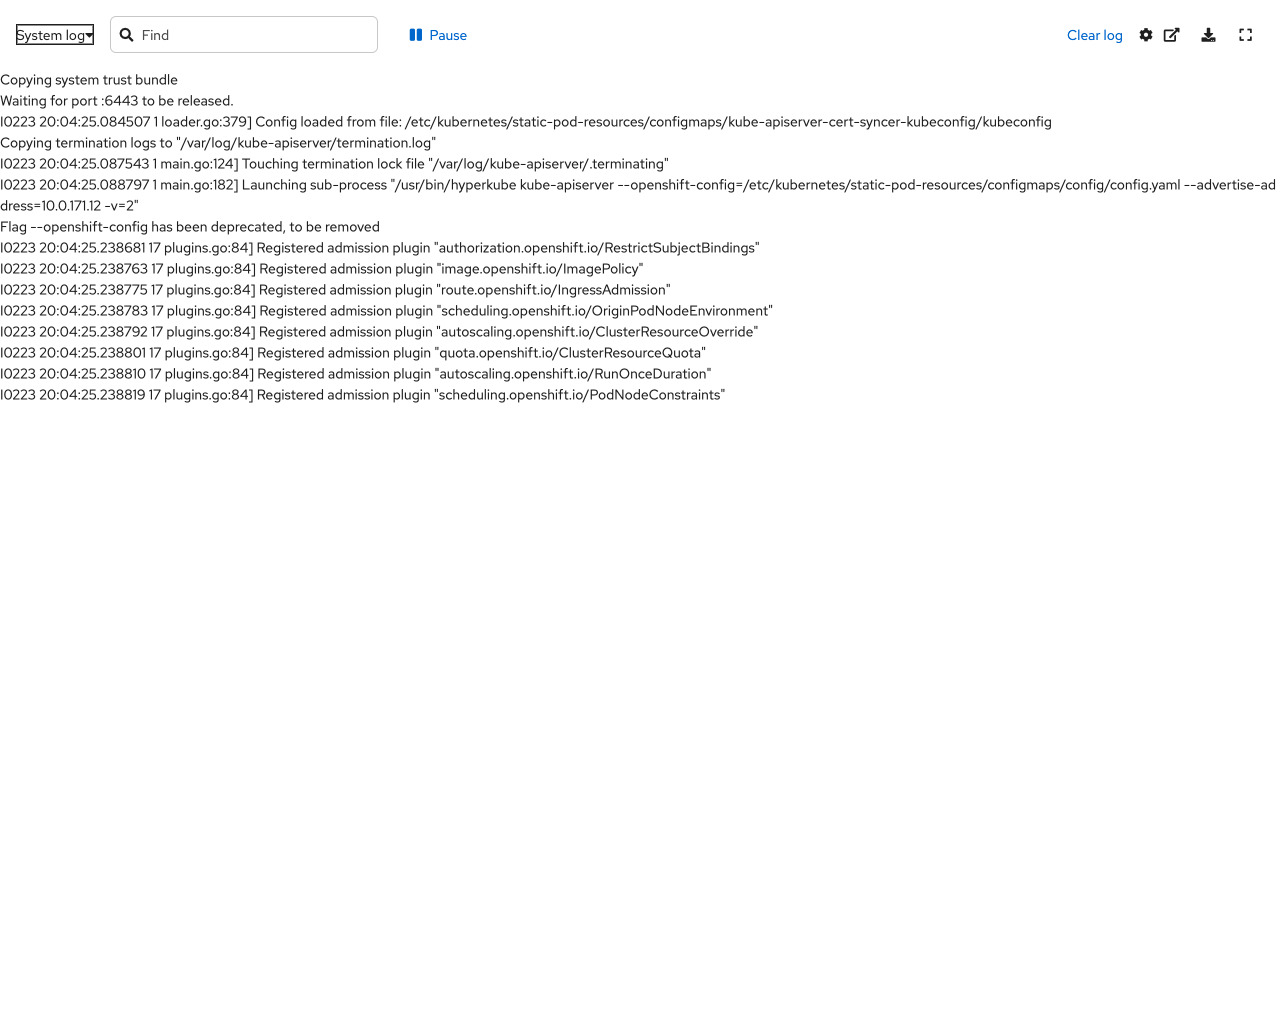 System log
Find
Pause
Clear log
Copying system trust bundle
Waiting for port :6443 to be released.
I0223 20:04:25.084507 1 loader.go:379] Config loaded from file: /etc/kubernetes/static-pod-resources/configmaps/kube-apiserver-cert-syncer-kubeconfig/kubeconfig
Copying termination logs to "/var/log/kube-apiserver/termination.log"
I0223 20:04:25.087543 1 main.go:124] Touching termination lock file "/var/log/kube-apiserver/.terminating"
I0223 20:04:25.088797 1 main.go:182] Launching sub-process "/usr/bin/hyperkube kube-apiserver --openshift-config=/etc/kubernetes/static-pod-resources/configmaps/config/config.yaml --advertise-ad
dress=10.0.171.12 -v=2"
Flag --openshift-config has been deprecated, to be removed
I0223 20:04:25.238681 17 plugins.go:84] Registered admission plugin "authorization.openshift.io/RestrictSubjectBindings"
I0223 20:04:25.238763 17 plugins.go:84] Registered admission plugin "image.openshift.io/ImagePolicy"
I0223 20:04:25.238775 17 plugins.go:84] Registered admission plugin "route.openshift.io/IngressAdmission"
I0223 20:04:25.238783 17 plugins.go:84] Registered admission plugin "scheduling.openshift.io/OriginPodNodeEnvironment"
I0223 20:04:25.238792 17 plugins.go:84] Registered admission plugin "autoscaling.openshift.io/ClusterResourceOverride"
I0223 20:04:25.238801 17 plugins.go:84] Registered admission plugin "quota.openshift.io/ClusterResourceQuota"
I0223 20:04:25.238810 17 plugins.go:84] Registered admission plugin "autoscaling.openshift.io/RunOnceDuration"
I0223 20:04:25.238819 17 plugins.go:84] Registered admission plugin "scheduling.openshift.io/PodNodeConstraints"